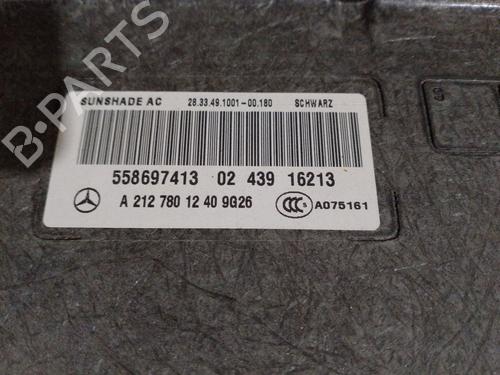 SUNSHADE AC 28.33.49.1001-00.180 SCHWARZ
558697413 02 439 16213
A 212 780 12 40 9G26 CCC S A075161
B-PARTS
S